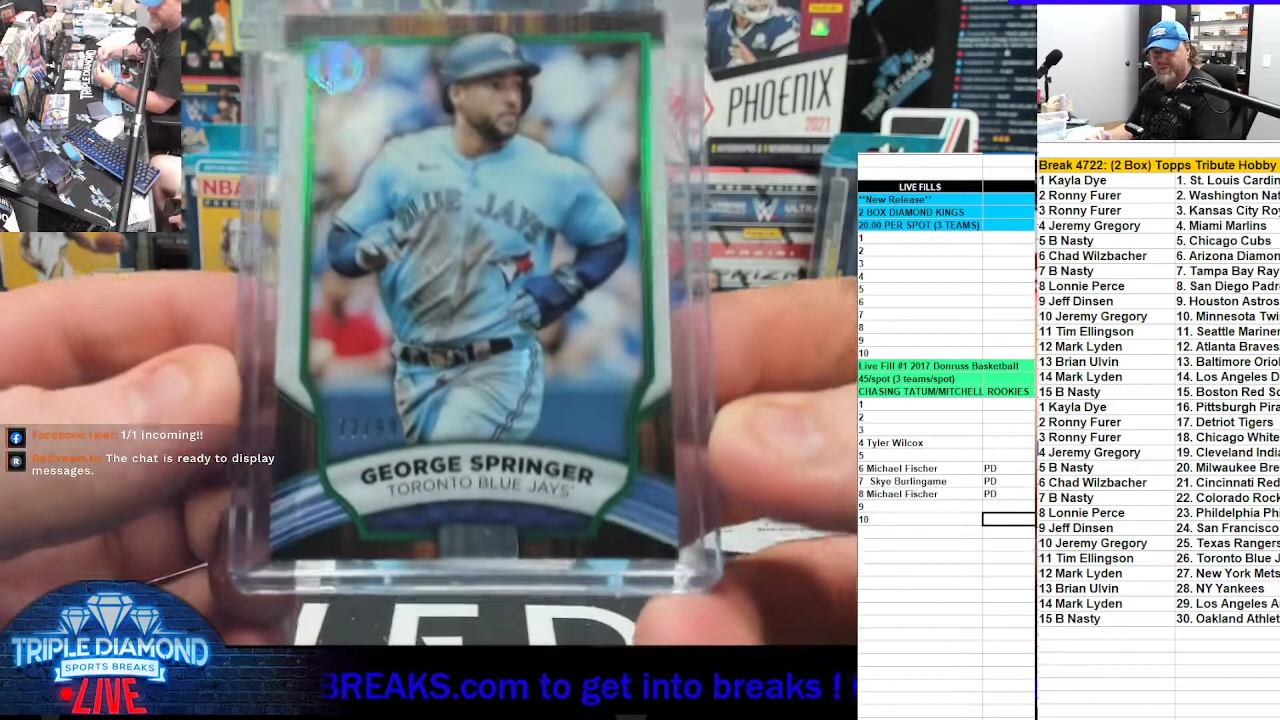 PHOENIX
2021
TRIPLE DIAMOND
NBA
BLUE JAYS
77/99
GEORGE SPRINGER
TORONTO BLUE JAYS
1/1 incoming!!
The chat is ready to display
messages.
TRIPLE DIAMOND
SPORTS BREAKS
LIVE
BREAKS.com to get into breaks !
LIVE FILLS
**New Release**
2 BOX DIAMOND KINGS
20.00 PER SPOT (3 TEAMS)
1
2
3
4
5
6
7
8
9
10
Live Fill #1 2017 Donruss Basketball
45/spot (3 teams/spot)
CHASING TATUM/MITCHELL ROOKIES
1
2
3
4 Tyler Wilcox
5
6 Michael Fischer PD
7 Skye Burlingame PD
8 Michael Fischer PD
9
10
Break 4722: (2 Box) Topps Tribute Hobby
1 Kayla Dye 1. St. Louis Cardin
2 Ronny Furer 2. Washington Nat
3 Ronny Furer 3. Kansas City Ro
4 Jeremy Gregory 4. Miami Marlins
5 B Nasty 5. Chicago Cubs
6 Chad Wilzbacher 6. Arizona Diamon
7 B Nasty 7. Tampa Bay Ray
8 Lonnie Perce 8. San Diego Padr
9 Jeff Dinsen 9. Houston Astros
10 Jeremy Gregory 10. Minnesota Twi
11 Tim Ellingson 11. Seattle Mariner
12 Mark Lyden 12. Atlanta Braves
13 Brian Ulvin 13. Baltimore Orio
14 Mark Lyden 14. Los Angeles D
15 B Nasty 15. Boston Red So
1 Kayla Dye 16. Pittsburgh Pira
2 Ronny Furer 17. Detriot Tigers
3 Ronny Furer 18. Chicago White
4 Jeremy Gregory 19. Cleveland India
5 B Nasty 20. Milwaukee Bre
6 Chad Wilzbacher 21. Cincinnati Red
7 B Nasty 22. Colorado Rock
8 Lonnie Perce 23. Phildelphia Phi
9 Jeff Dinsen 24. San Francisco
10 Jeremy Gregory 25. Texas Rangers
11 Tim Ellingson 26. Toronto Blue J
12 Mark Lyden 27. New York Mets
13 Brian Ulvin 28. NY Yankees
14 Mark Lyden 29. Los Angeles A
15 B Nasty 30. Oakland Athlet